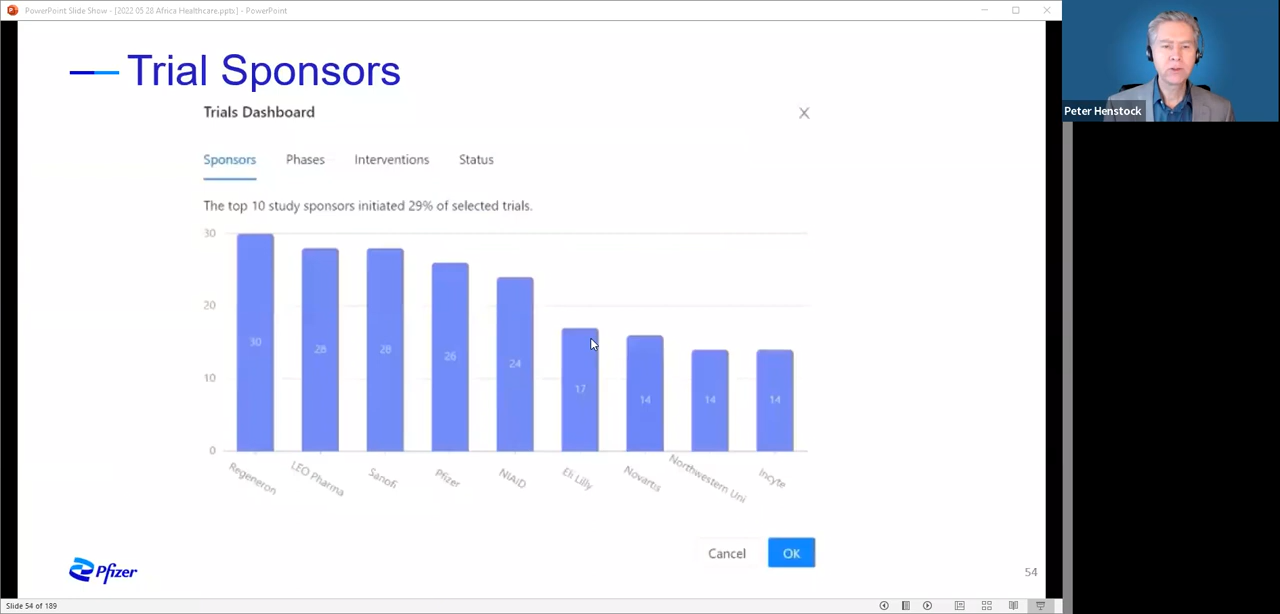 PowerPoint Slide Show - [2022 05 28 Africa Healthcare.pptx] - PowerPoint
Trial Sponsors
Trials Dashboard
Sponsors Phases Interventions Status
The top 10 study sponsors initiated 29% of selected trials.
30
20
10
0
30 28 28 26 24 17 14 14 14
Regeneron LEO Pharma Sanofi Pfizer NIAID Eli Lilly Novartis Northwestern Uni Incyte
Cancel OK
Pfizer
54
Slide 54 of 189
Peter Henstock